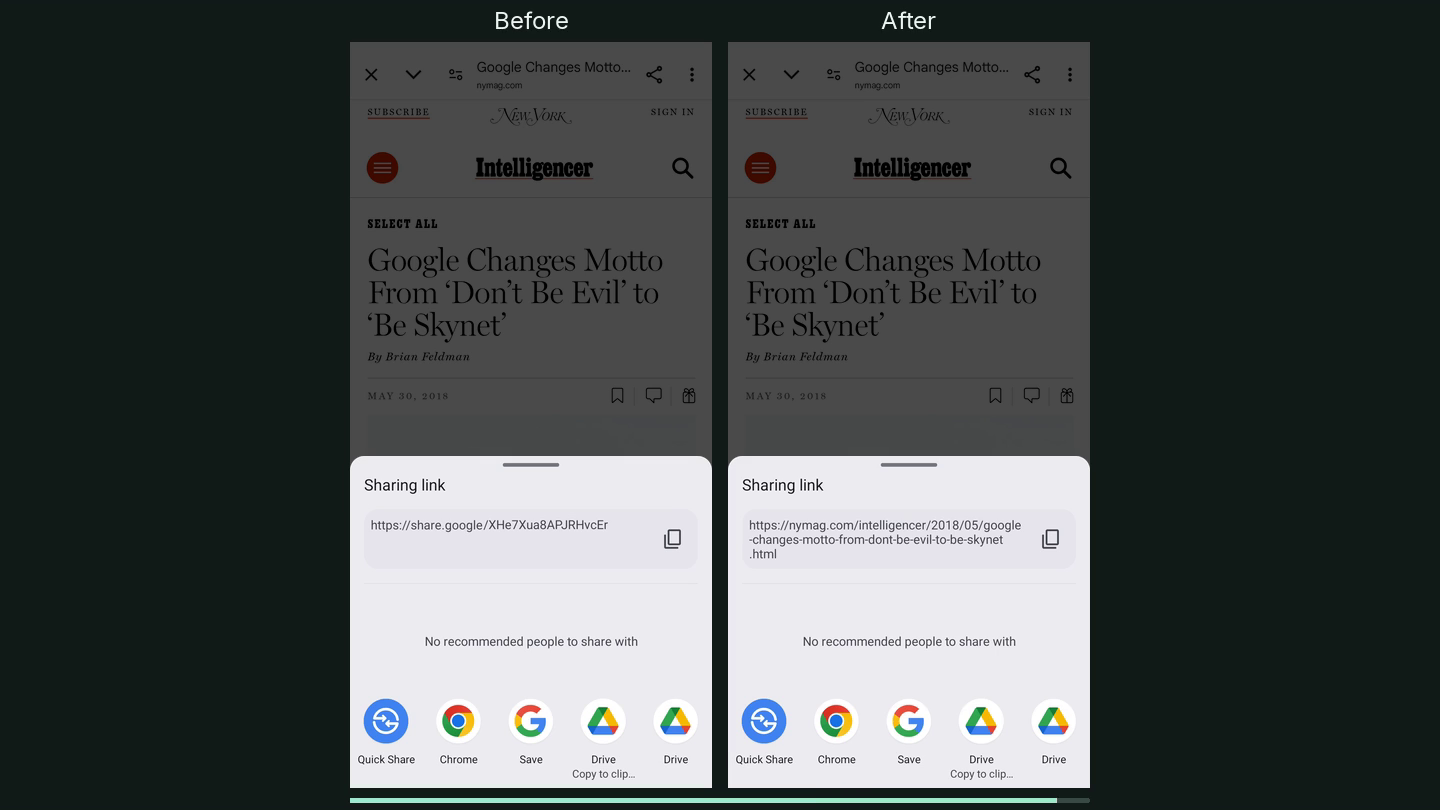 Before
Google Changes Motto...
nymag.com
SUBSCRIBE
NEW YORK
SIGN IN
Intelligencer
SELECT ALL
Google Changes Motto
From ‘Don’t Be Evil’ to
‘Be Skynet’
By Brian Feldman
MAY 30, 2018
Sharing link
https://share.google/XHe7Xua8APJRHvcEr
No recommended people to share with
Quick Share
Chrome
Save
Drive
Copy to clip...
Drive
After
Google Changes Motto...
nymag.com
SUBSCRIBE
NEW YORK
SIGN IN
Intelligencer
SELECT ALL
Google Changes Motto
From ‘Don’t Be Evil’ to
‘Be Skynet’
By Brian Feldman
MAY 30, 2018
Sharing link
https://nymag.com/intelligencer/2018/05/google
-changes-motto-from-dont-be-evil-to-be-skynet
.html
No recommended people to share with
Quick Share
Chrome
Save
Drive
Copy to clip...
Drive